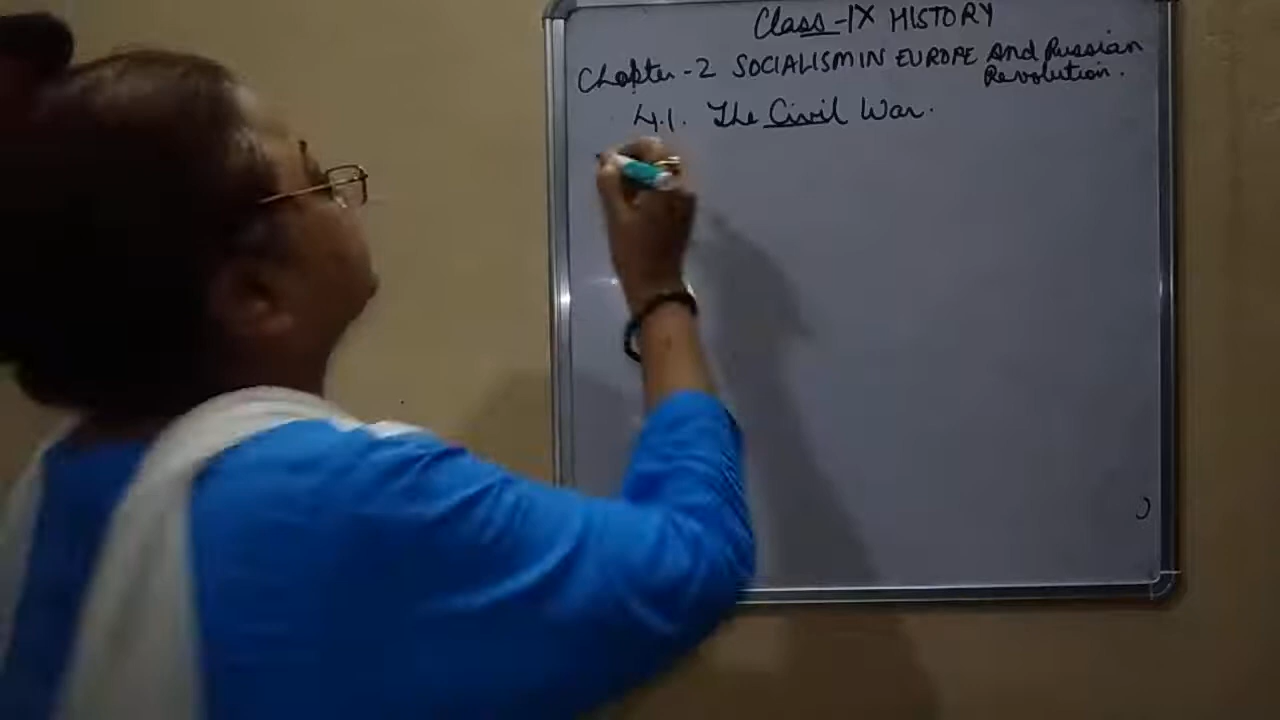 Class-IX HISTORY
Chapter-2 SOCIALISM IN EUROPE And Russian
Revolution.
4.1. The Civil War.